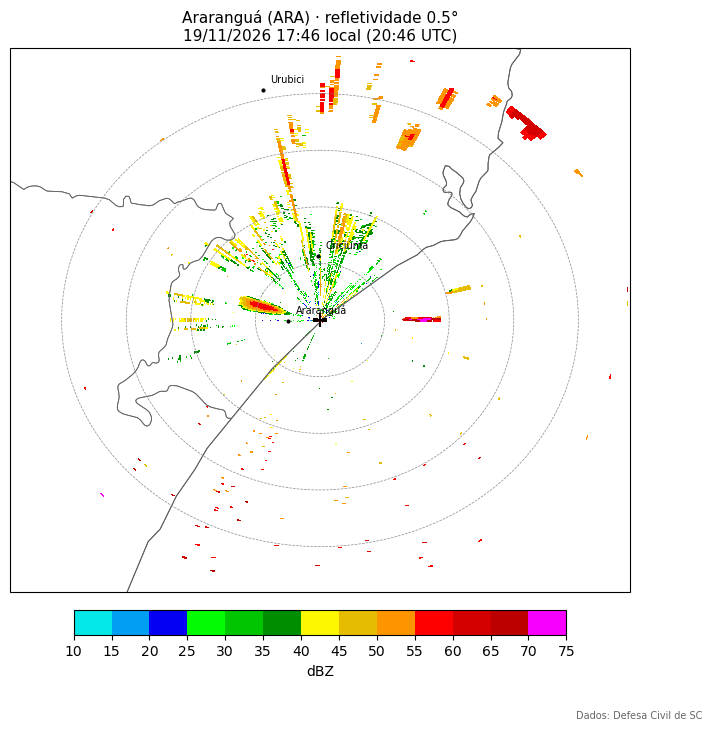 Araranguá (ARA) · refletividade 0.5°
19/11/2026 17:46 local (20:46 UTC)
Urubici
Criciúma
Araranguá
10 15 20 25 30 35 40 45 50 55 60 65 70 75
dBZ
Dados: Defesa Civil de SC